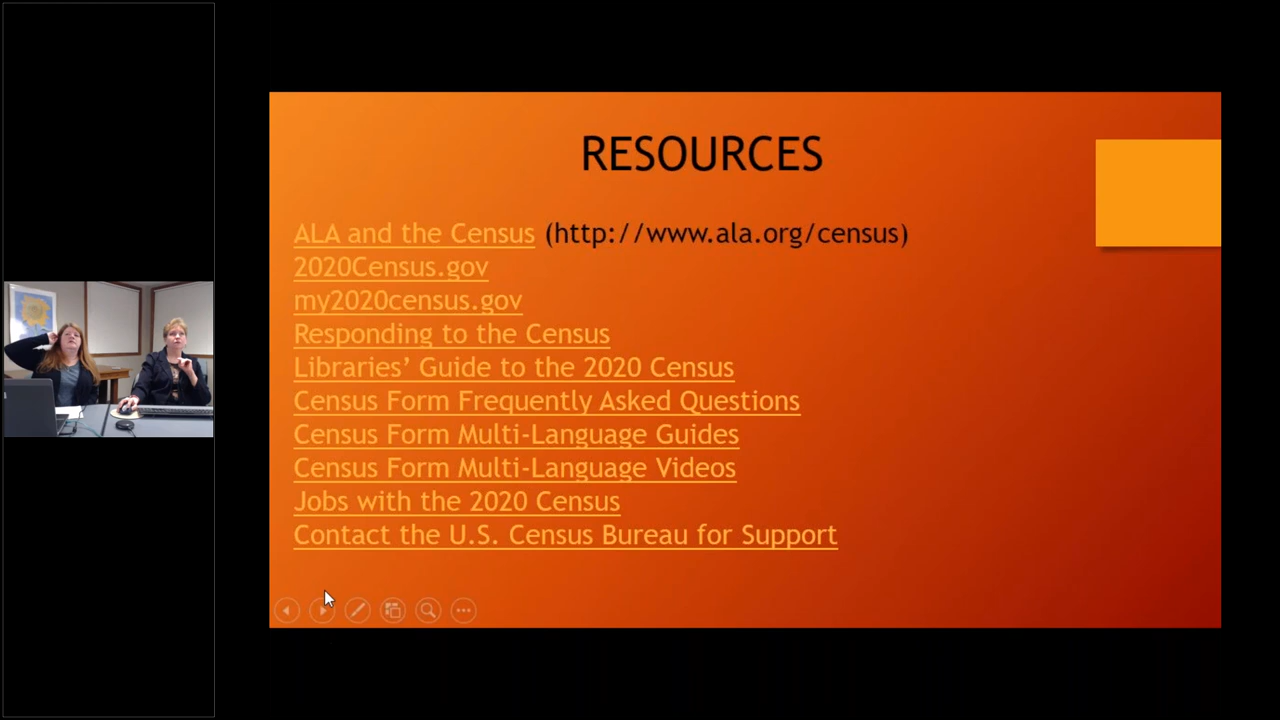 RESOURCES
ALA and the Census (http://www.ala.org/census)
2020Census.gov
my2020census.gov
Responding to the Census
Libraries’ Guide to the 2020 Census
Census Form Frequently Asked Questions
Census Form Multi-Language Guides
Census Form Multi-Language Videos
Jobs with the 2020 Census
Contact the U.S. Census Bureau for Support